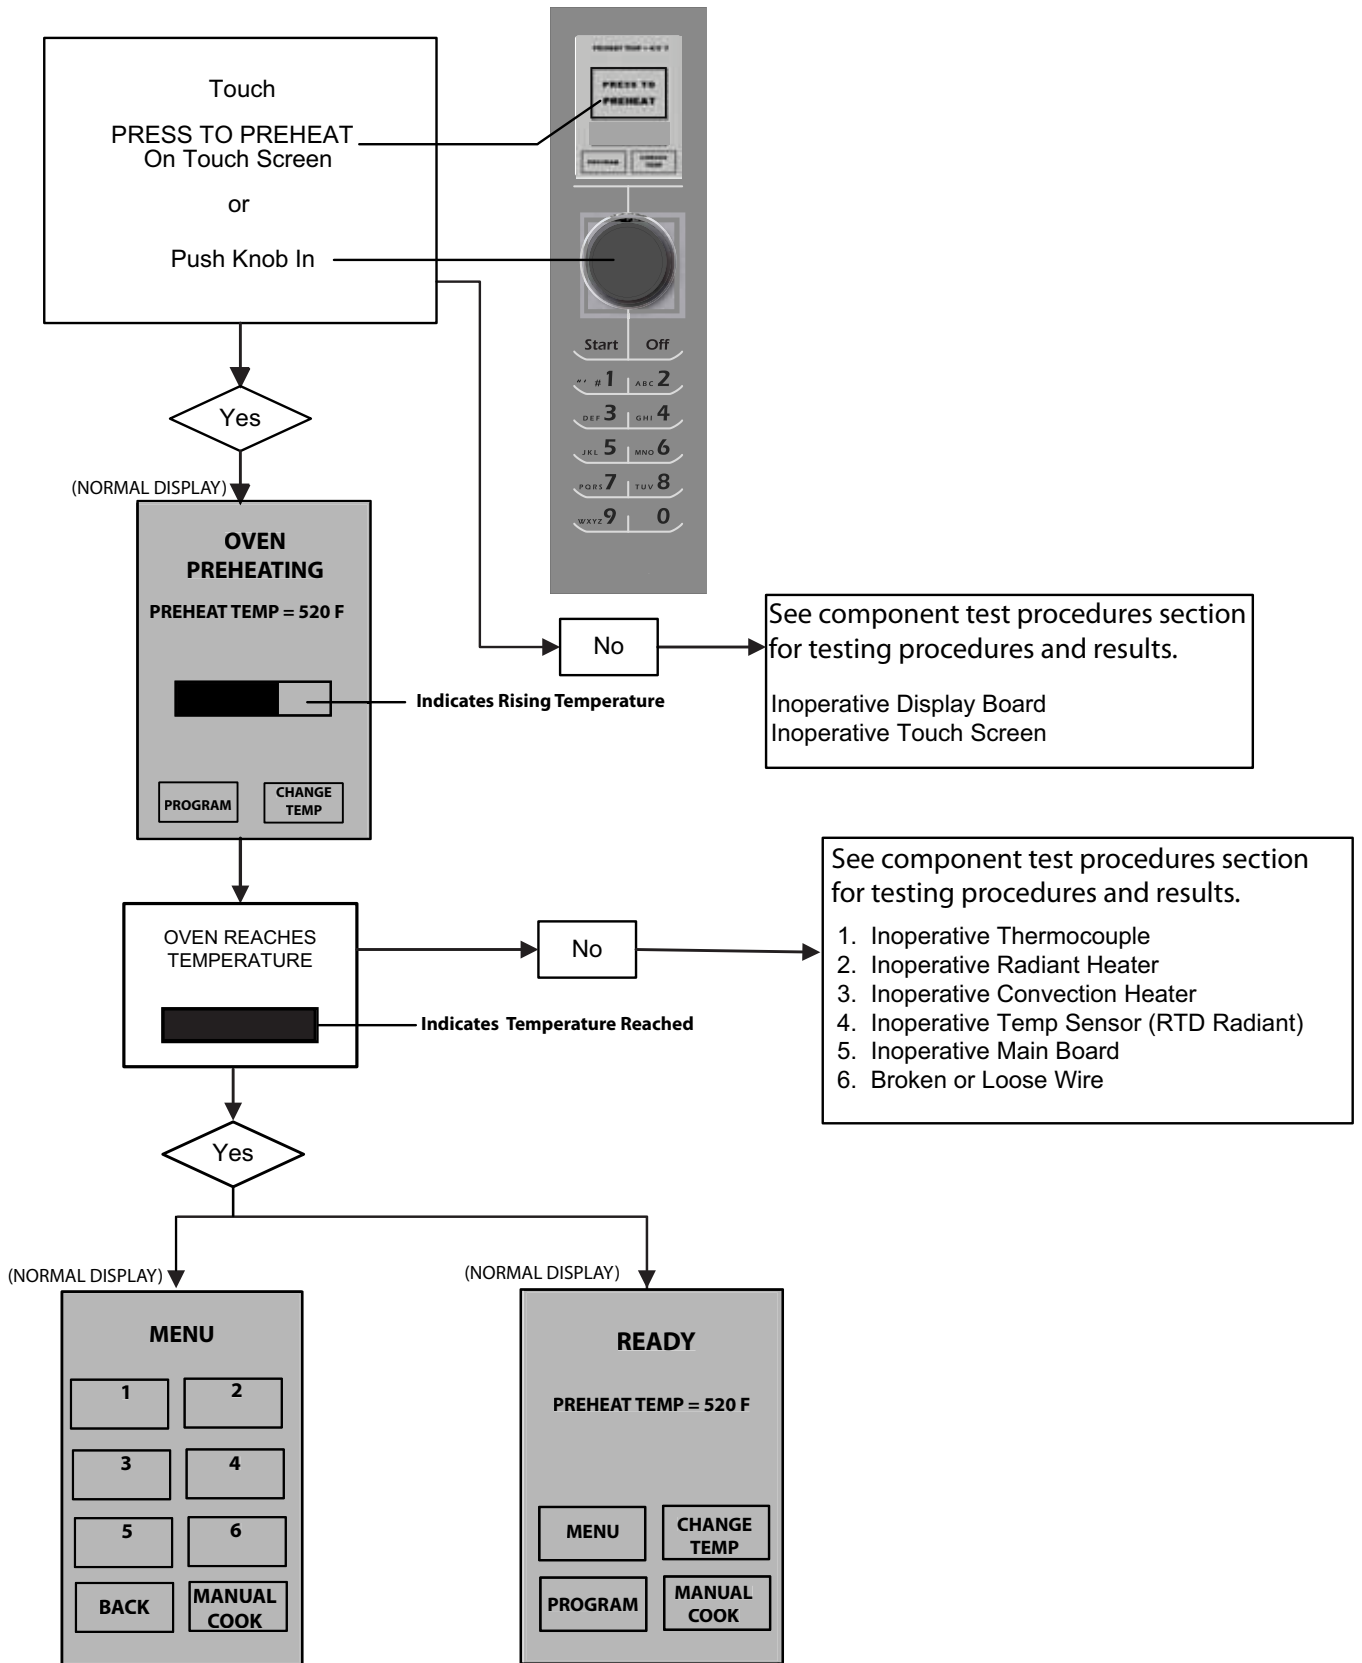 Touch
PRESS TO PREHEAT
On Touch Screen
or
Push Knob In
PRESS TO
PREHEAT
PROGRAM
TEMP
Start Off
"' # 1 ABC 2
DEF 3 GHI 4
JKL 5 MNO 6
PQRS 7 TUV 8
WXYZ 9 0
Yes
(NORMAL DISPLAY)
OVEN
PREHEATING
PREHEAT TEMP = 520 F
Indicates Rising Temperature
PROGRAM
CHANGE
TEMP
No
See component test procedures section
for testing procedures and results.
Inoperative Display Board
Inoperative Touch Screen
OVEN REACHES
TEMPERATURE
Indicates Temperature Reached
No
See component test procedures section
for testing procedures and results.
1. Inoperative Thermocouple
2. Inoperative Radiant Heater
3. Inoperative Convection Heater
4. Inoperative Temp Sensor (RTD Radiant)
5. Inoperative Main Board
6. Broken or Loose Wire
Yes
(NORMAL DISPLAY)
MENU
1 2
3 4
5 6
BACK
MANUAL
COOK
(NORMAL DISPLAY)
READY
PREHEAT TEMP = 520 F
MENU
CHANGE
TEMP
PROGRAM
MANUAL
COOK